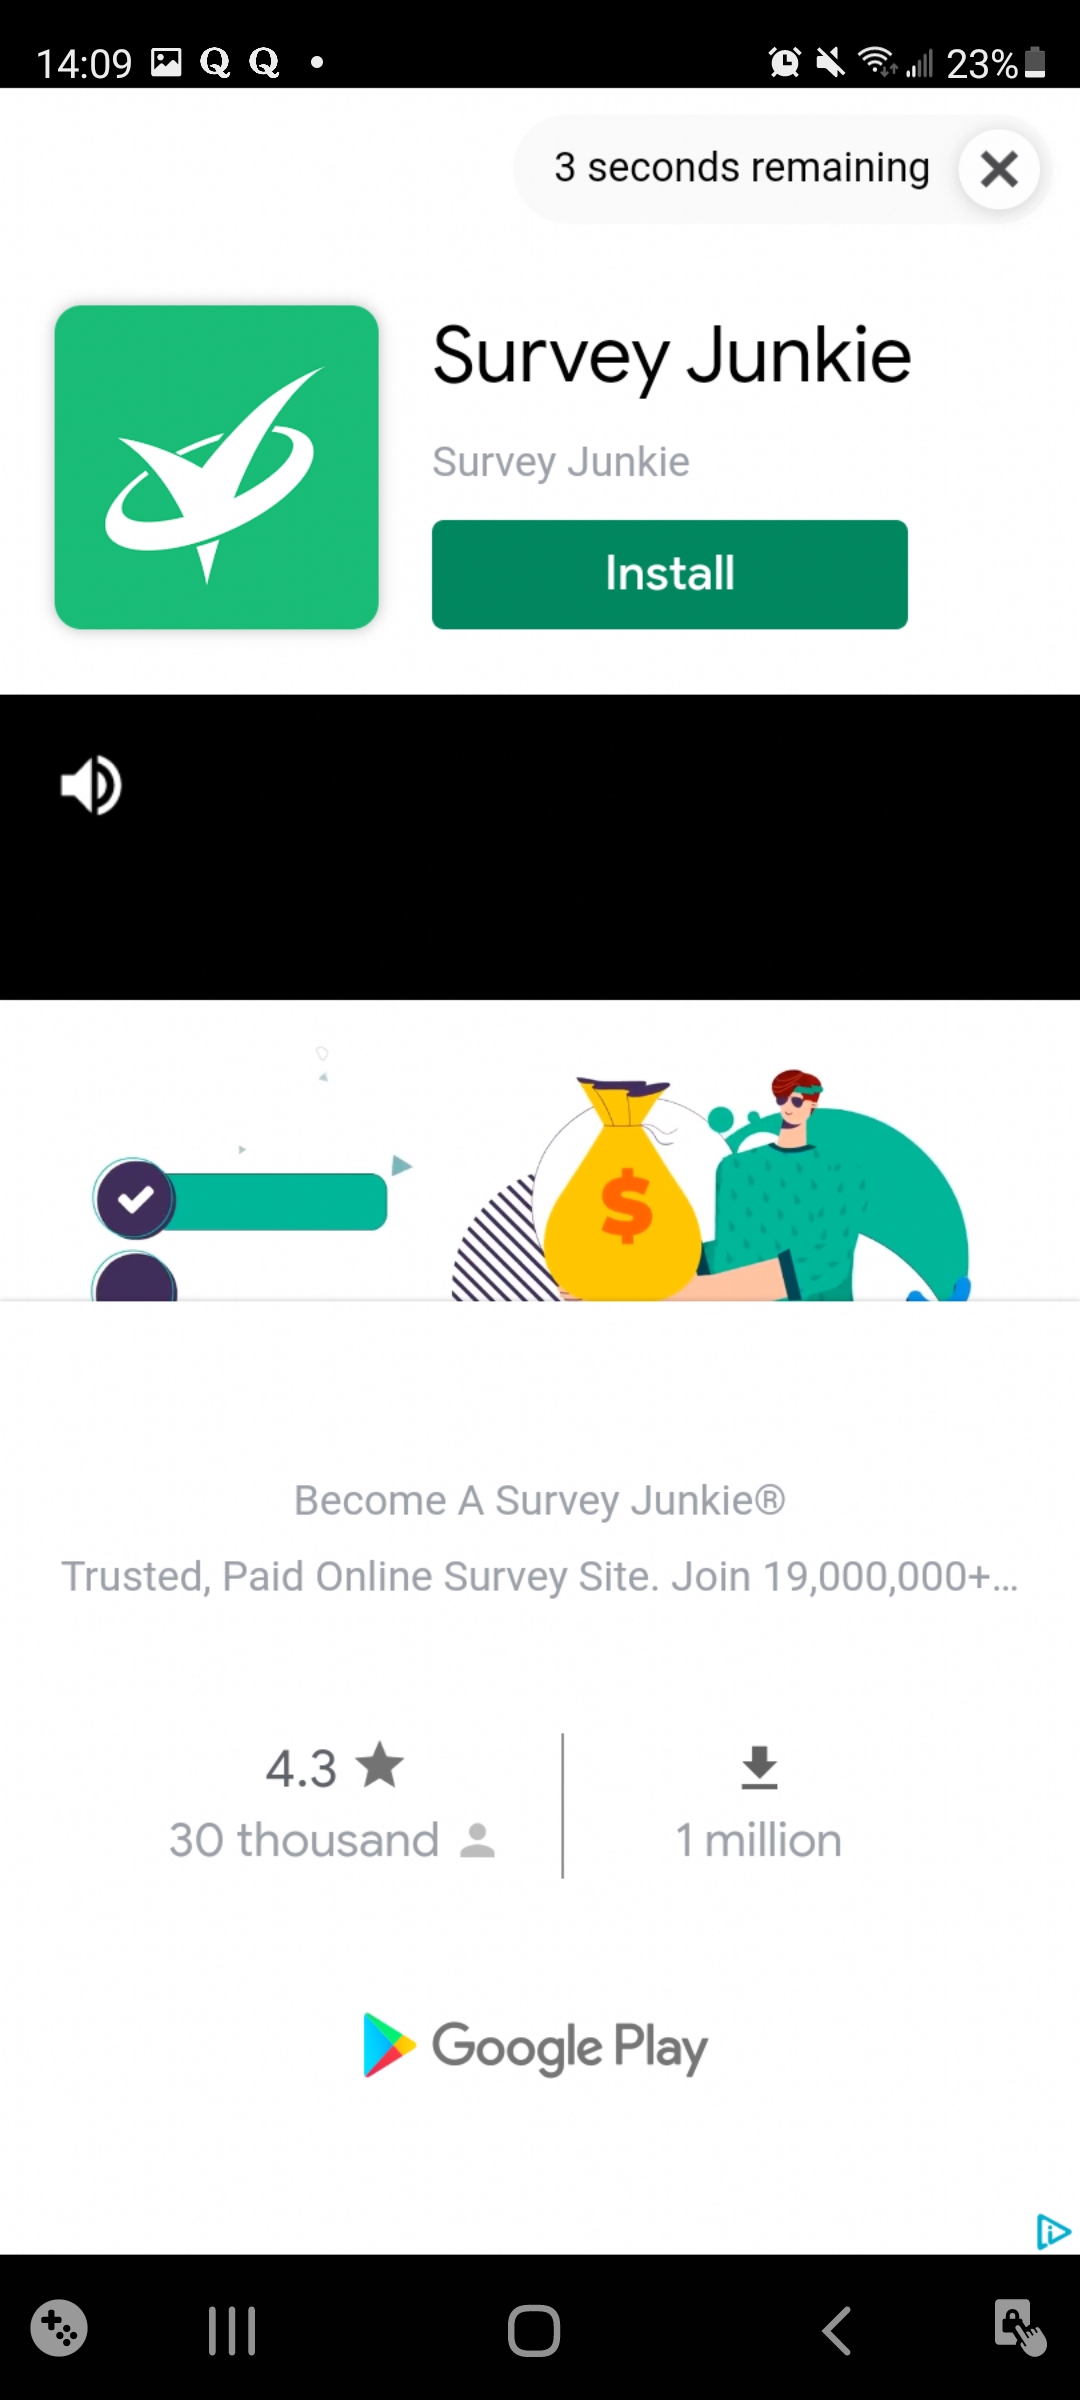 14:09 Q Q 23%
3 seconds remaining
Survey Junkie
Survey Junkie
Install
$
Become A Survey Junkie®
Trusted, Paid Online Survey Site. Join 19,000,000+...
4.3
30 thousand
1 million
Google Play